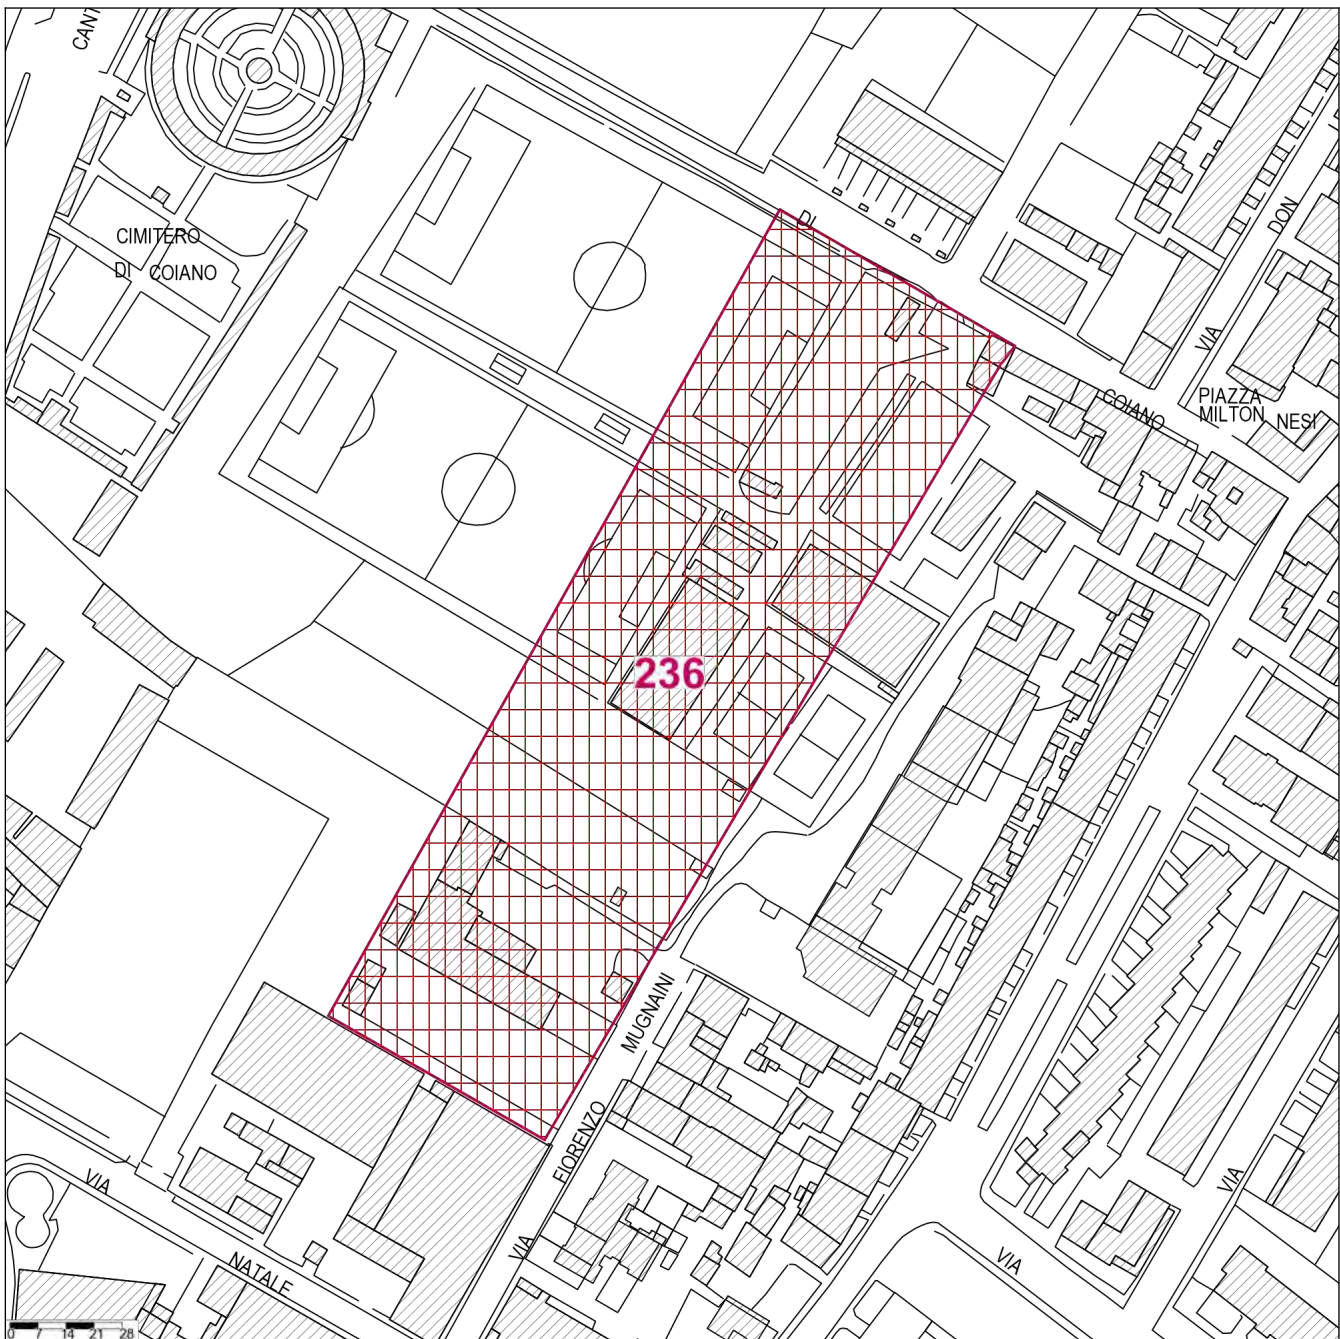 CANT
DI
DON
CIMITERO
DI COIANO
VIA
COIANO
PIAZZA
MILTON NESI
236
MUGNAINI
FIORENZO
VIA
VIA
VIA
NATALE
VIA
0 7 14 21 28